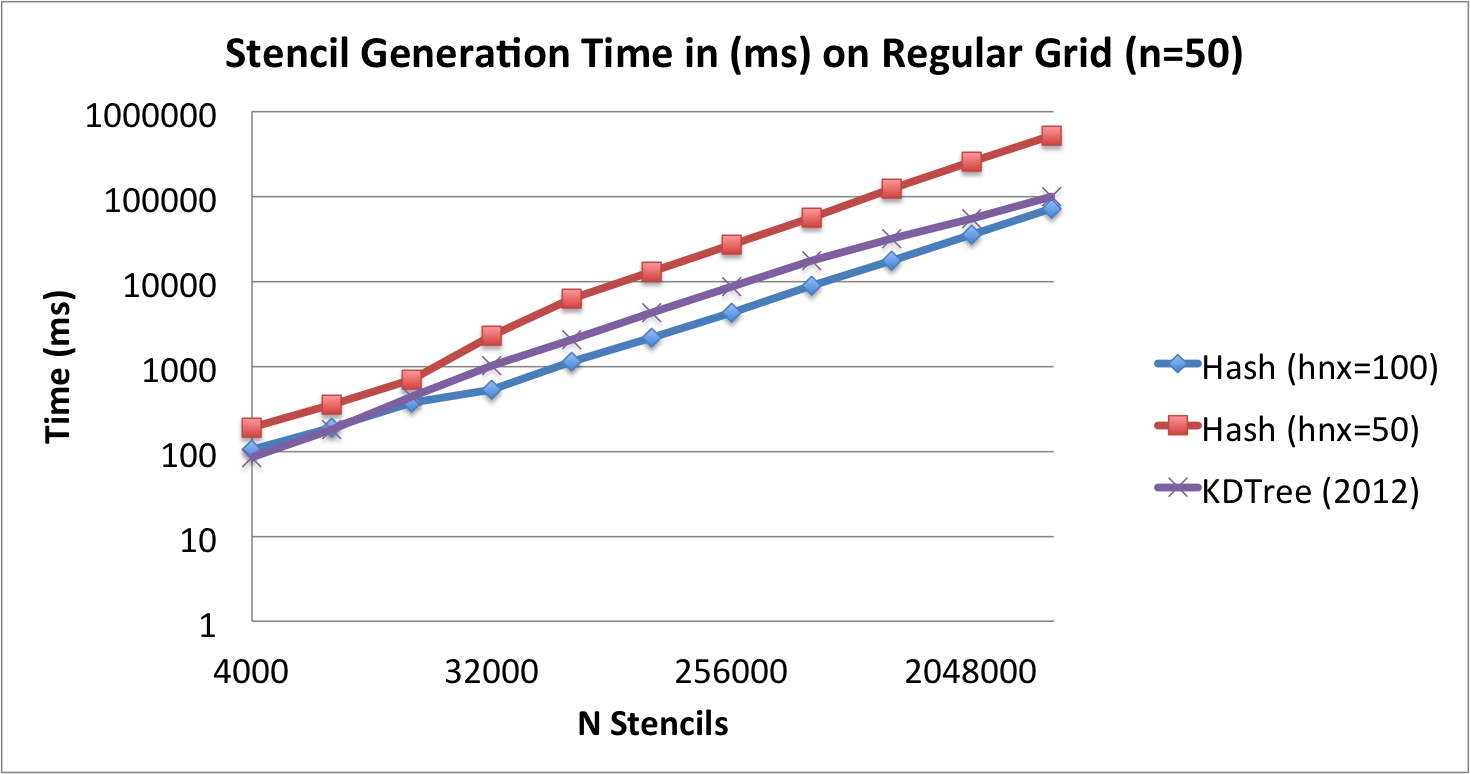 Stencil Generation Time in (ms) on Regular Grid (n=50)
1000000
100000
10000
1000
100
10
1
Time (ms)
4000
32000
256000
2048000
N Stencils
Hash (hnx=100)
Hash (hnx=50)
KDTree (2012)